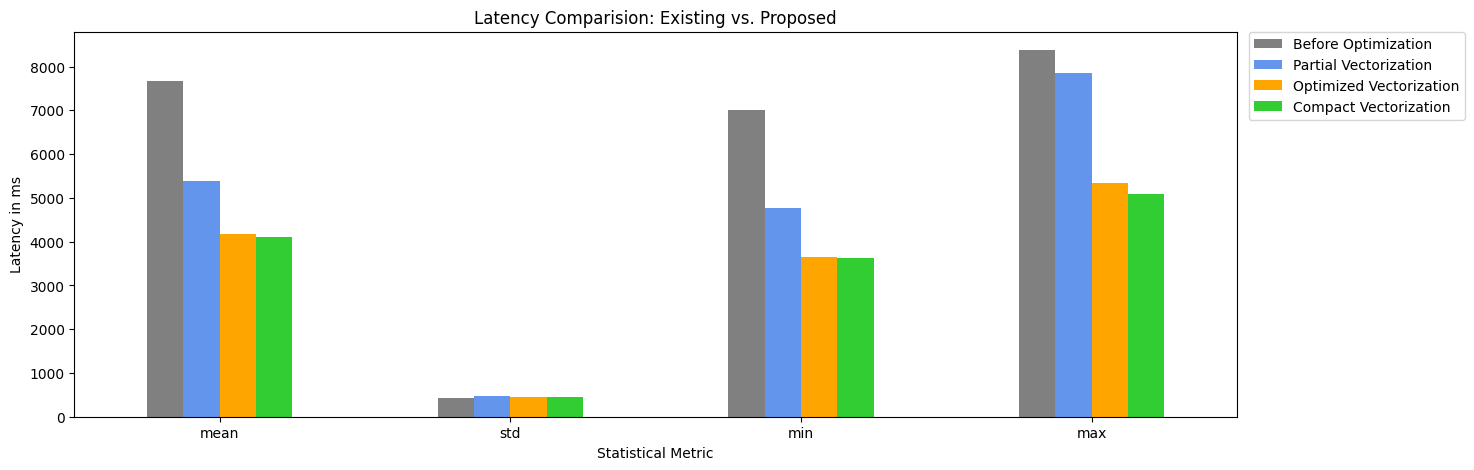 Latency Comparision: Existing vs. Proposed
Before Optimization
Partial Vectorization
Optimized Vectorization
Compact Vectorization
Latency in ms
8000
7000
6000
5000
4000
3000
2000
1000
0
mean
std
min
max
Statistical Metric